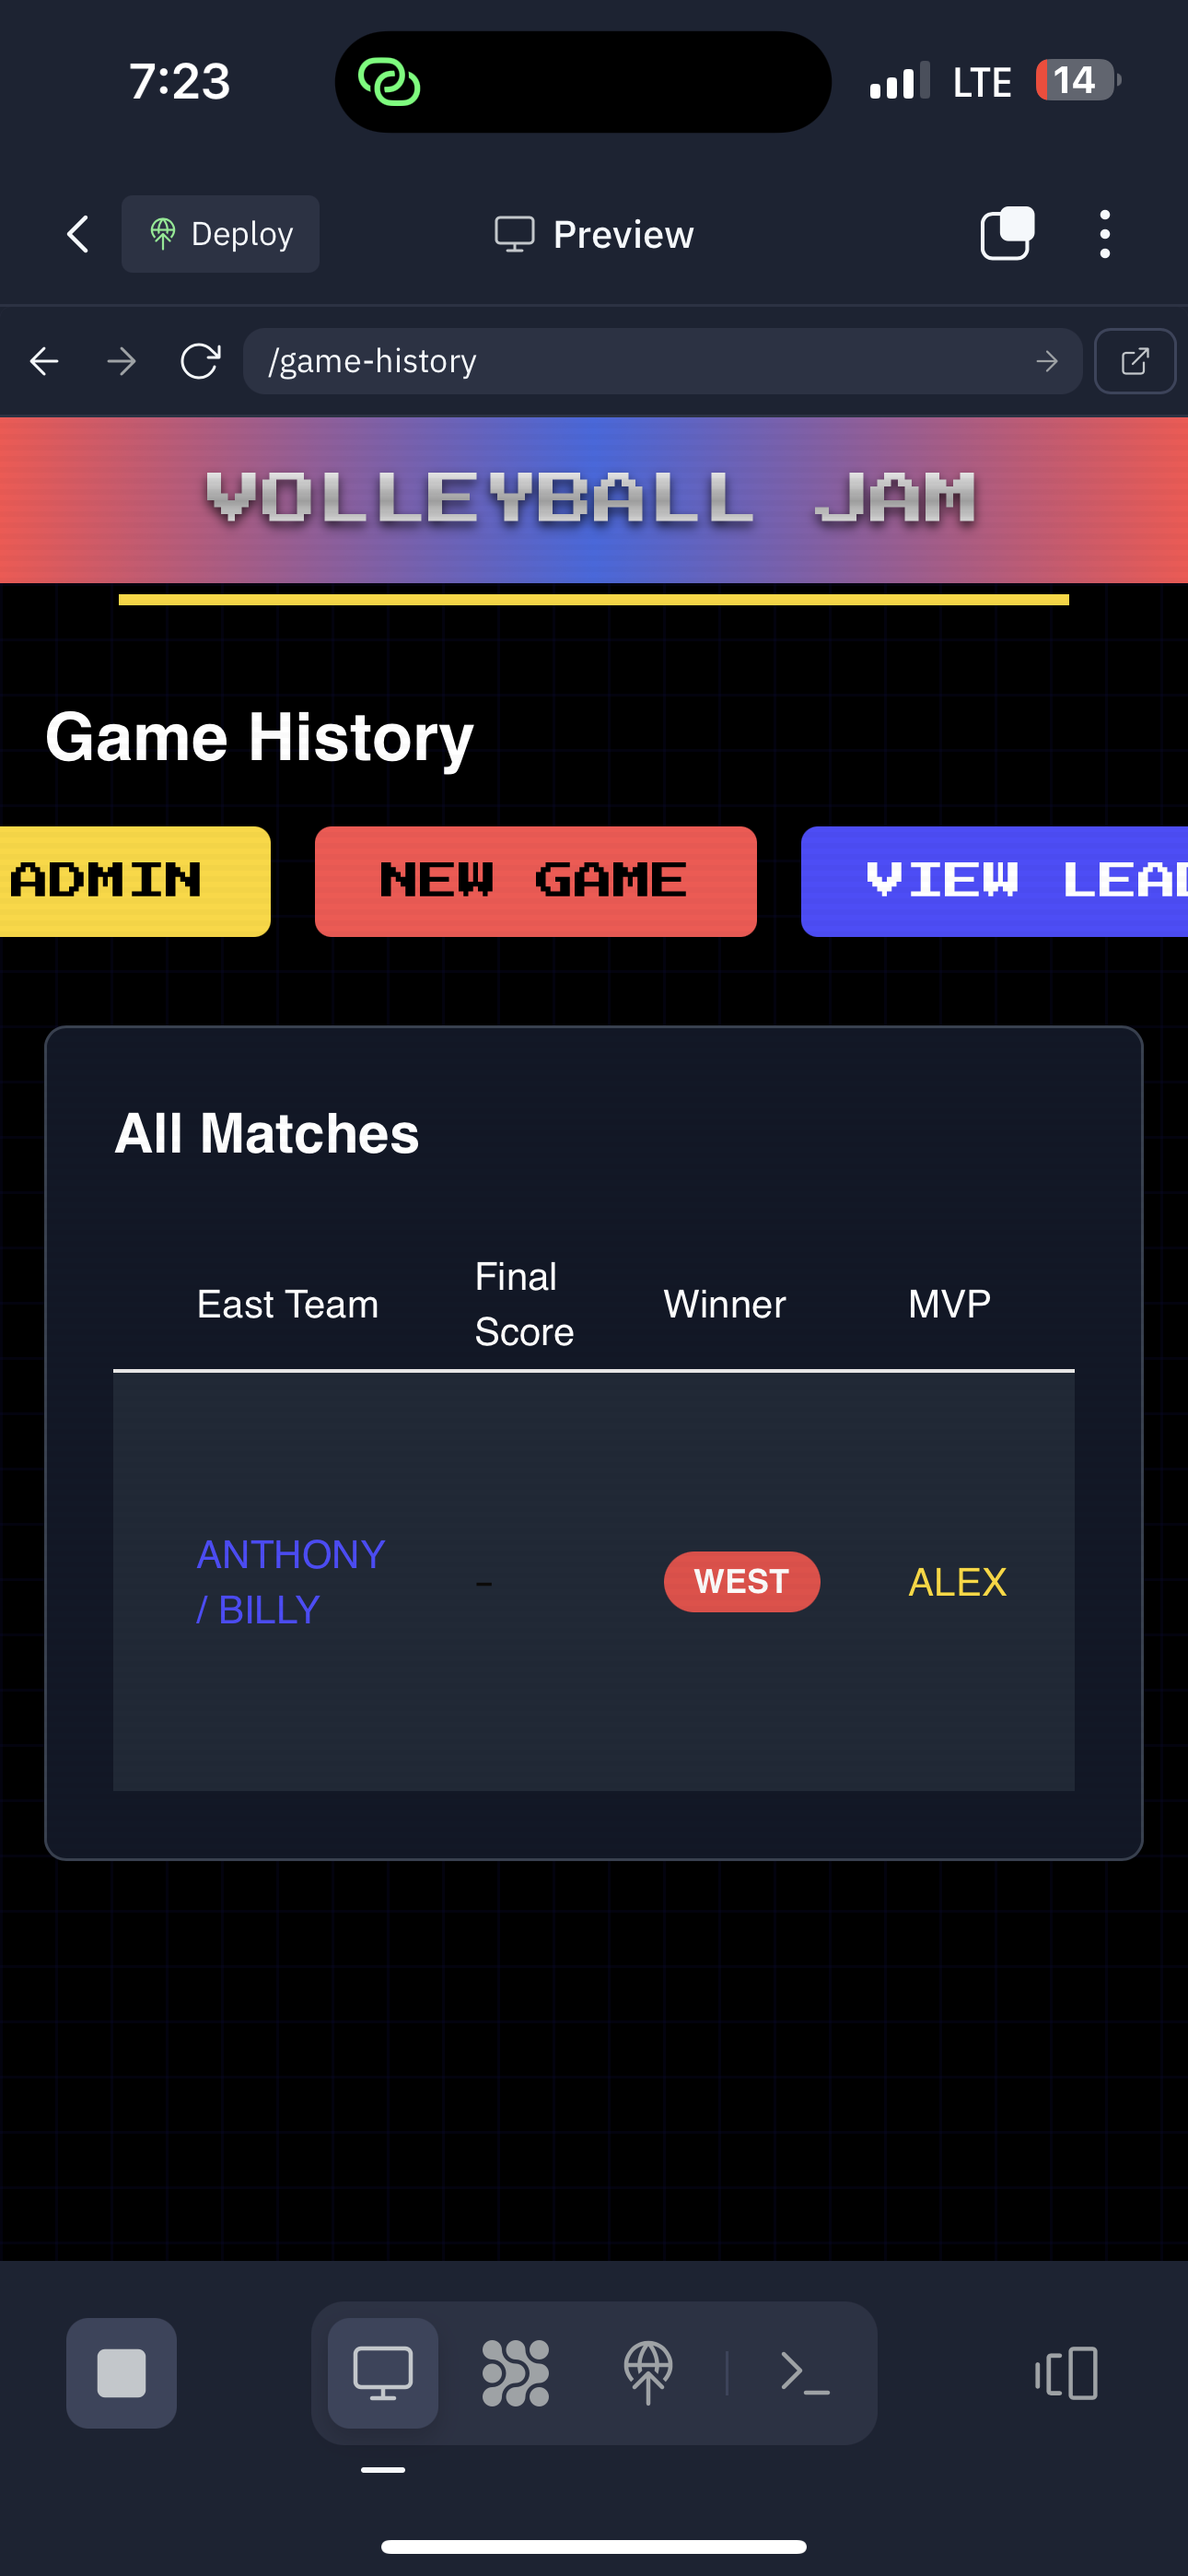 7:23
LTE
14
Deploy
Preview
/game-history
VOLLEYBALL JAM
Game History
ADMIN
NEW GAME
VIEW LEAD
All Matches
East Team
Final
Score
Winner
MVP
ANTHONY
/ BILLY
-
WEST
ALEX